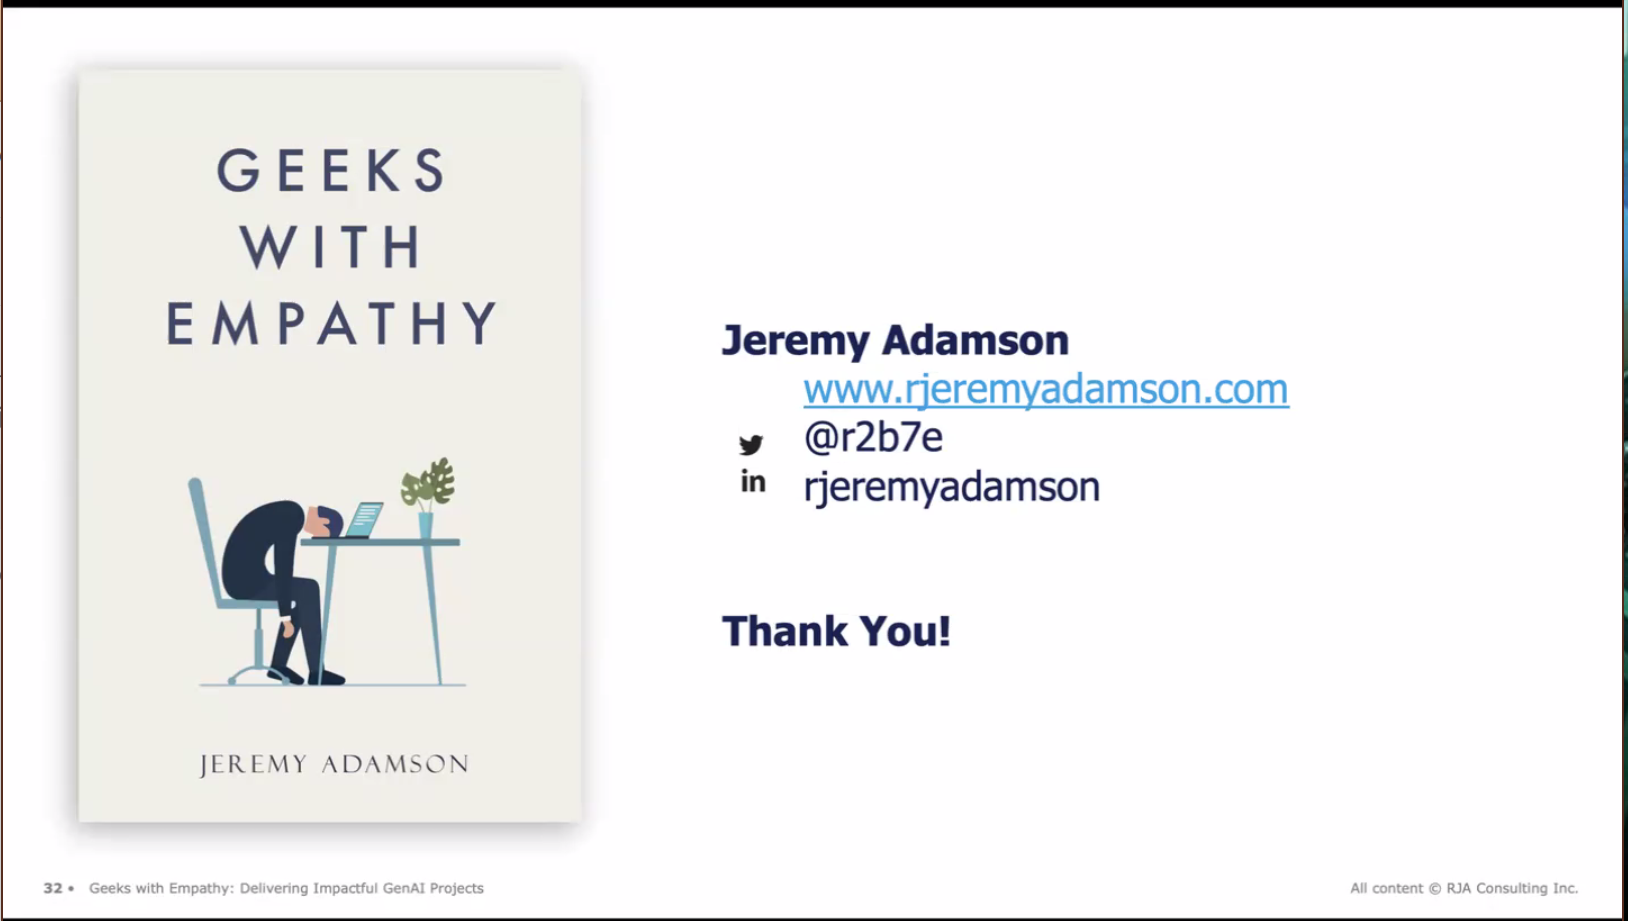 GEEKS
WITH
EMPATHY
JEREMY ADAMSON
Jeremy Adamson
www.rjeremyadamson.com
@r2b7e
in rjeremyadamson
Thank You!
32 • Geeks with Empathy: Delivering Impactful GenAI Projects
All content © RJA Consulting Inc.